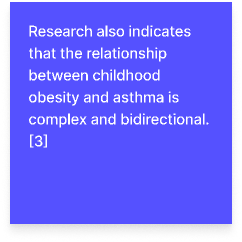 Research also indicates
that the relationship
between childhood
obesity and asthma is
complex and bidirectional.
[3]